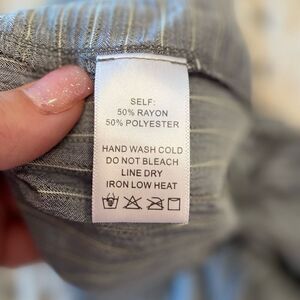 SELF:
50% RAYON
50% POLYESTER
HAND WASH COLD
DO NOT BLEACH
LINE DRY
IRON LOW HEAT